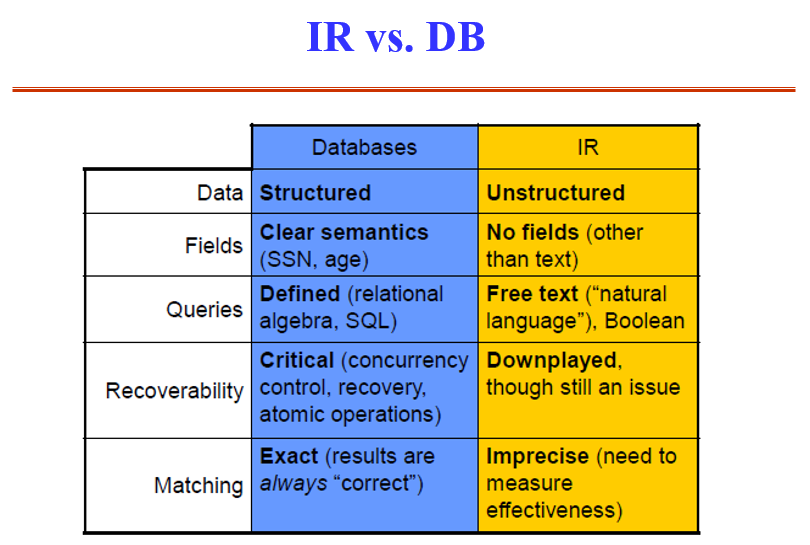 IR vs. DB
Databases
IR
Data
Structured
Unstructured
Fields
Clear semantics
(SSN, age)
No fields (other
than text)
Queries
Defined (relational
algebra, SQL)
Free text (“natural
language”), Boolean
Recoverability
Critical (concurrency
control, recovery,
atomic operations)
Downplayed,
though still an issue
Matching
Exact (results are
always “correct”)
Imprecise (need to
measure
effectiveness)